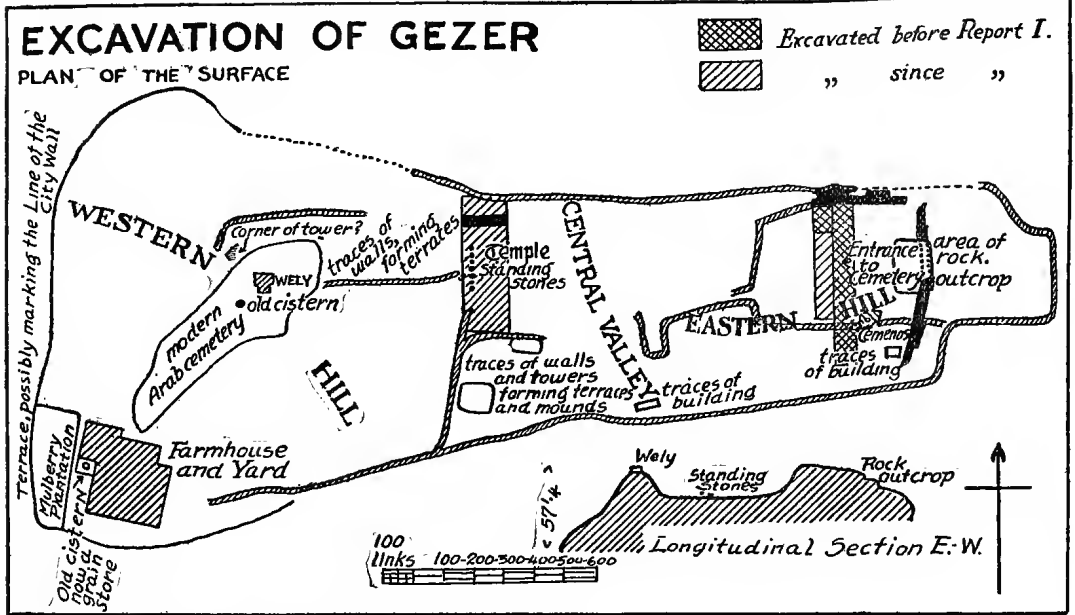 EXCAVATION OF GEZER
PLAN OF THE SURFACE
Excavated before Report I.
„ since „
Terrace, possibly marking the Line of the
City Wall
WESTERN
HILL
corner of tower?
WELY
old cistern
modern
Arab cemetery
traces of
walls,
forming
terrates
Temple
Standing
stones
CENTRAL VALLEY
EASTERN
HILL
Entrance
to
Cemetery
area of
rock
outcrop
Temenos
traces
of building
traces of walls
and towers
forming terraces
and mounds
traces of
building
Farmhouse
and Yard
Mulberry
Plantation
Old cistern
now
grain
store
Wely
Standing
Stones
Rock
outcrop
Longitudinal Section E.-W.
100
links
100-200-300-400-500-600